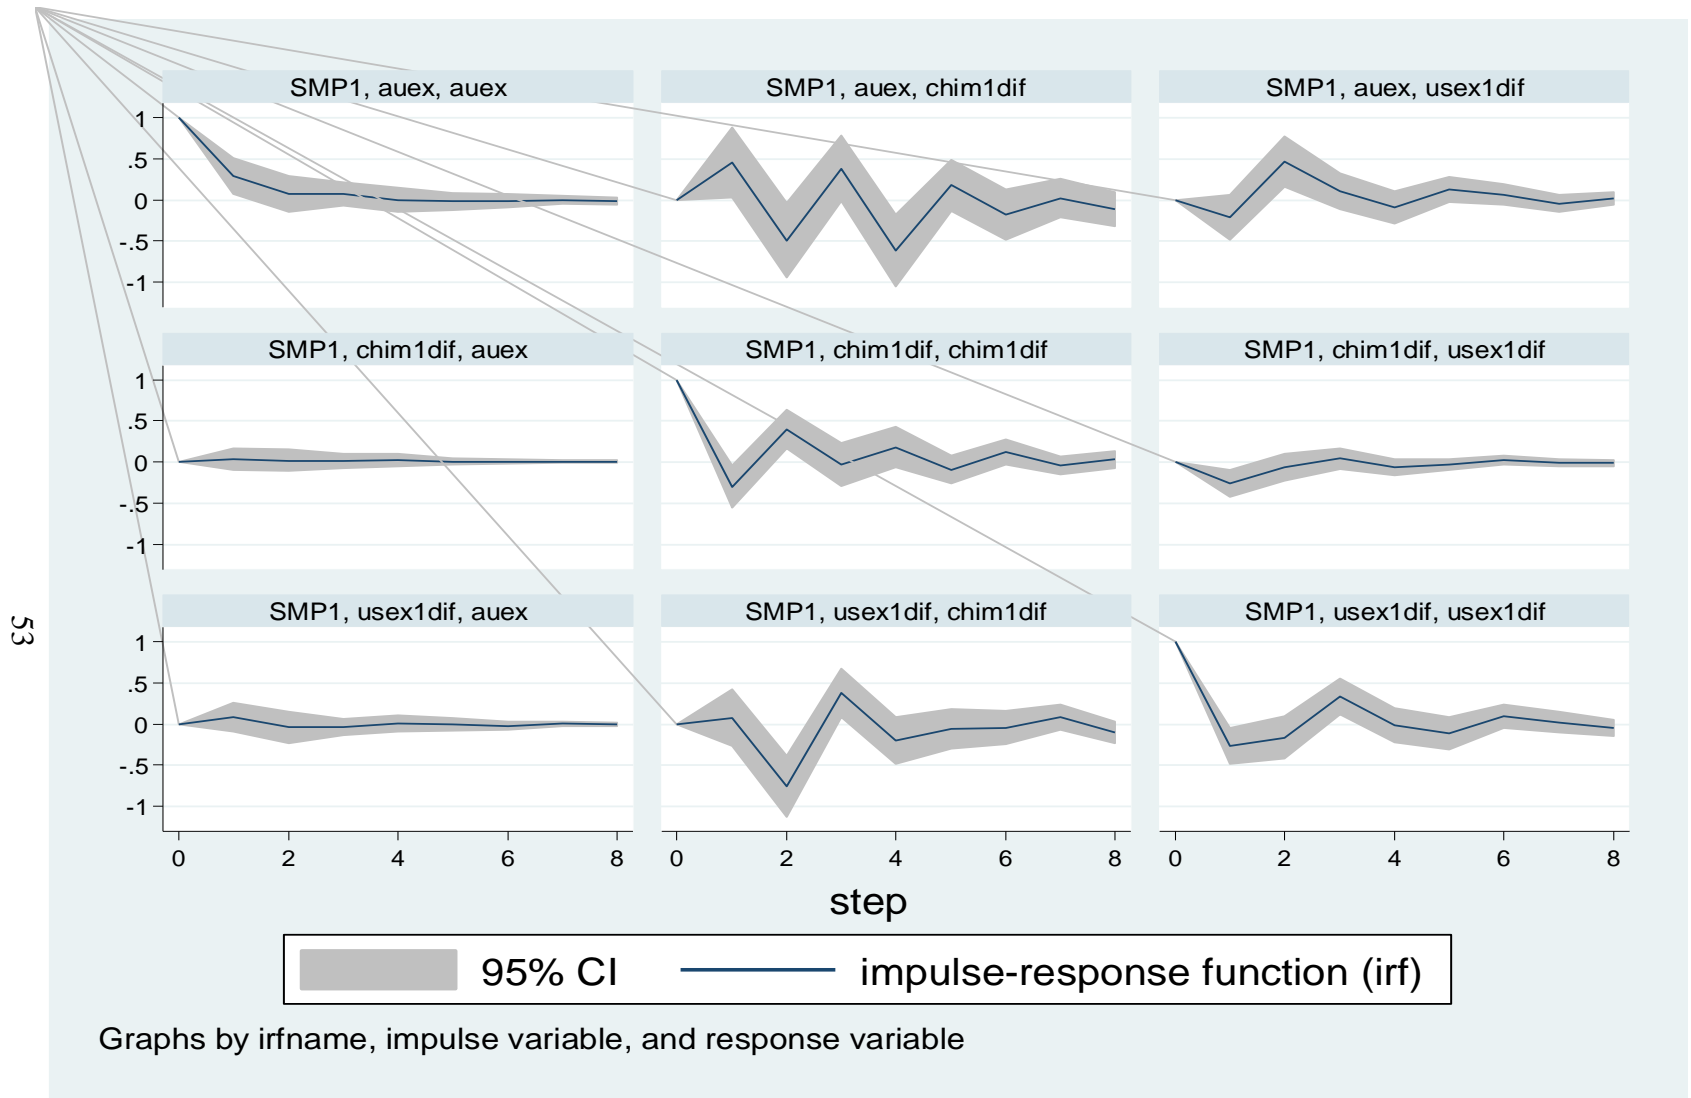 SMP1, auex, auex
SMP1, auex, chim1dif
SMP1, auex, usex1dif
1
.5
0
-.5
-1
SMP1, chim1dif, auex
SMP1, chim1dif, chim1dif
SMP1, chim1dif, usex1dif
1
.5
0
-.5
-1
SMP1, usex1dif, auex
SMP1, usex1dif, chim1dif
SMP1, usex1dif, usex1dif
1
.5
0
-.5
-1
0 2 4 6 8
0 2 4 6 8
0 2 4 6 8
step
95% CI
impulse-response function (irf)
Graphs by irfname, impulse variable, and response variable
53